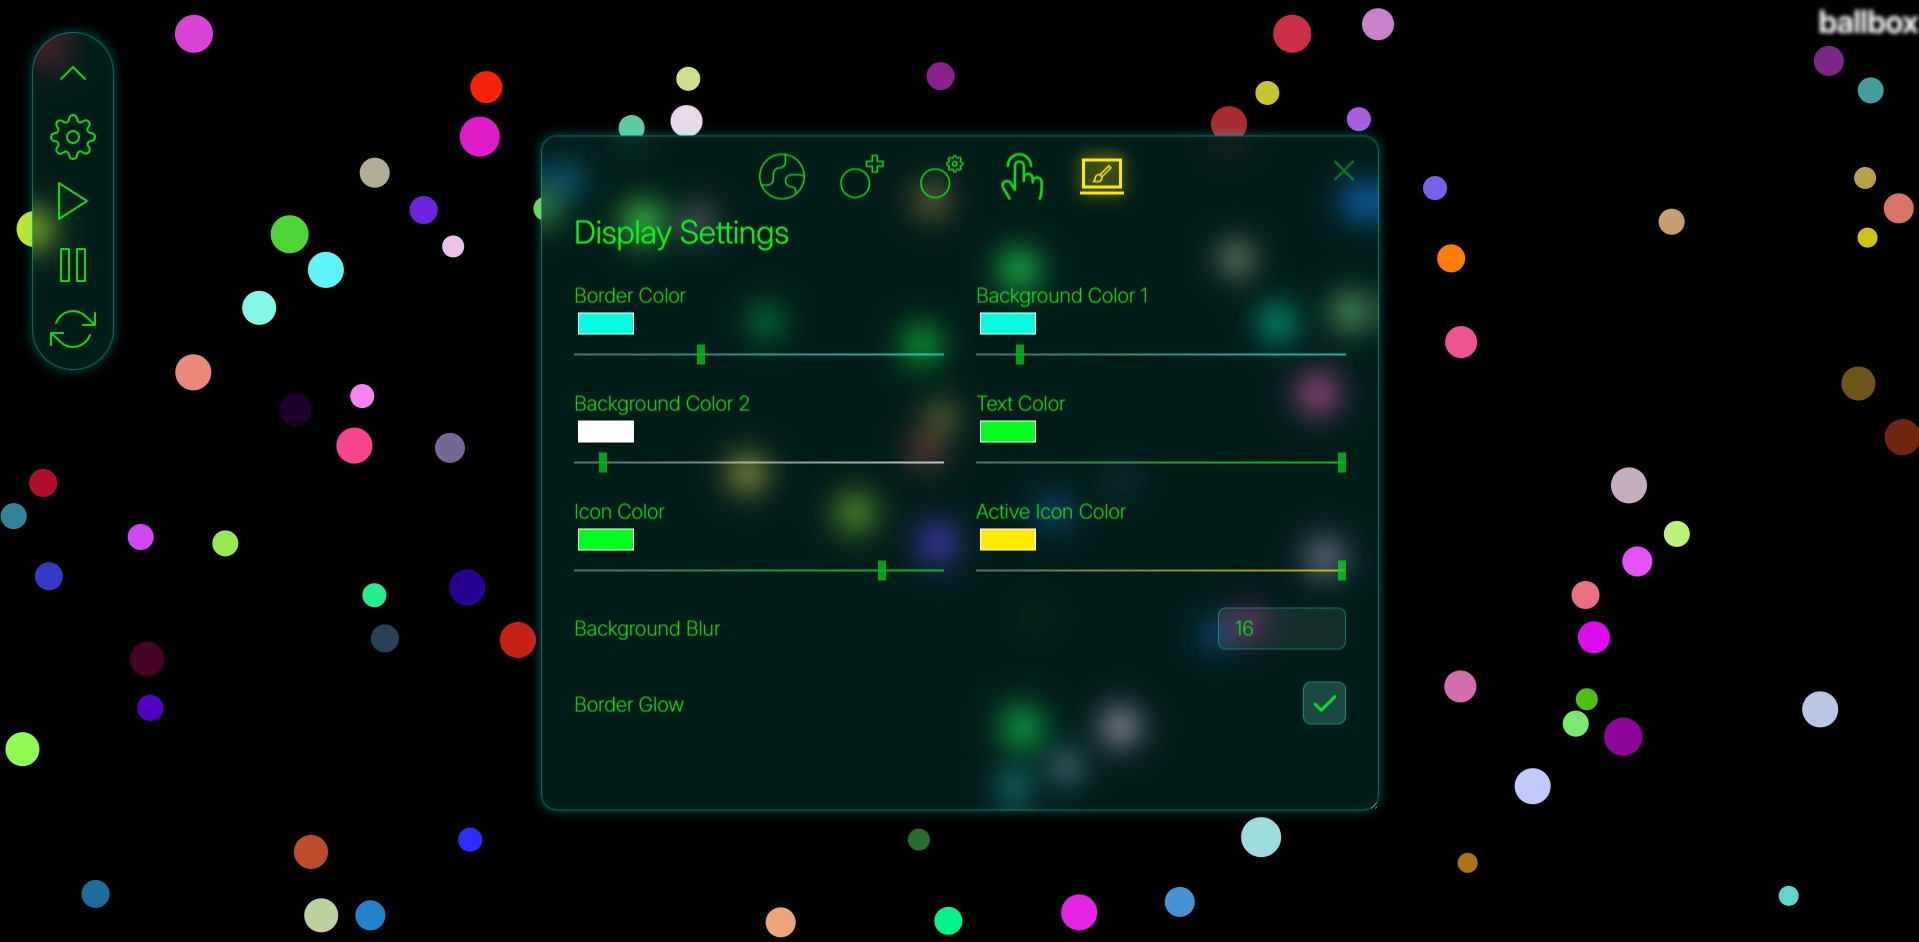 ballbox
Display Settings
Border Color
Background Color 1
Background Color 2
Text Color
Icon Color
Active Icon Color
Background Blur
16
Border Glow